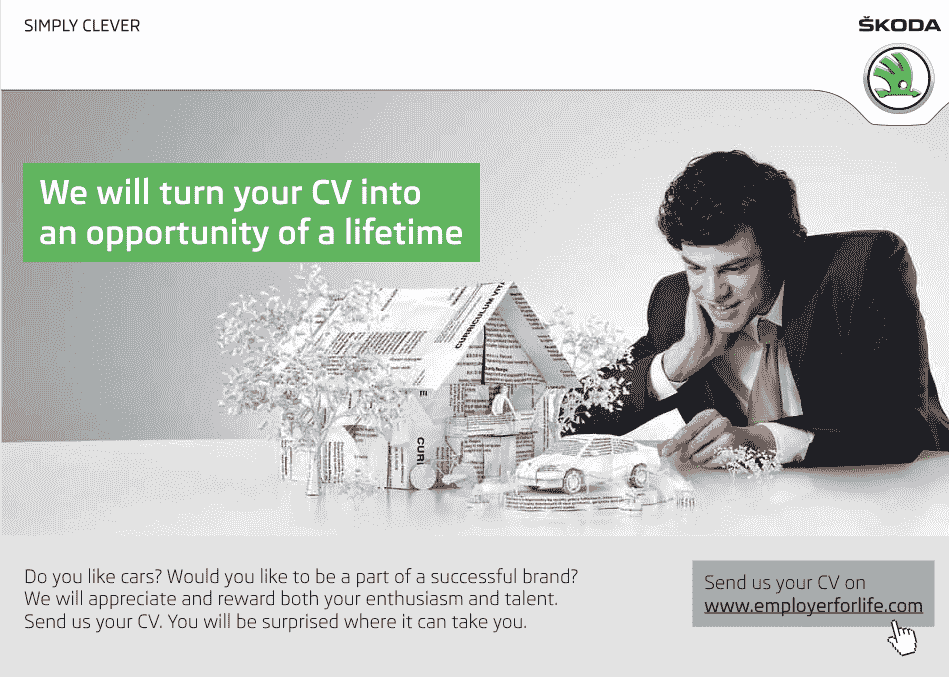 SIMPLY CLEVER
ŠKODA
We will turn your CV into
an opportunity of a lifetime
CURRICULUM VITAE
CUR
Do you like cars? Would you like to be a part of a successful brand?
We will appreciate and reward both your enthusiasm and talent.
Send us your CV. You will be surprised where it can take you.
Send us your CV on
www.employerforlife.com